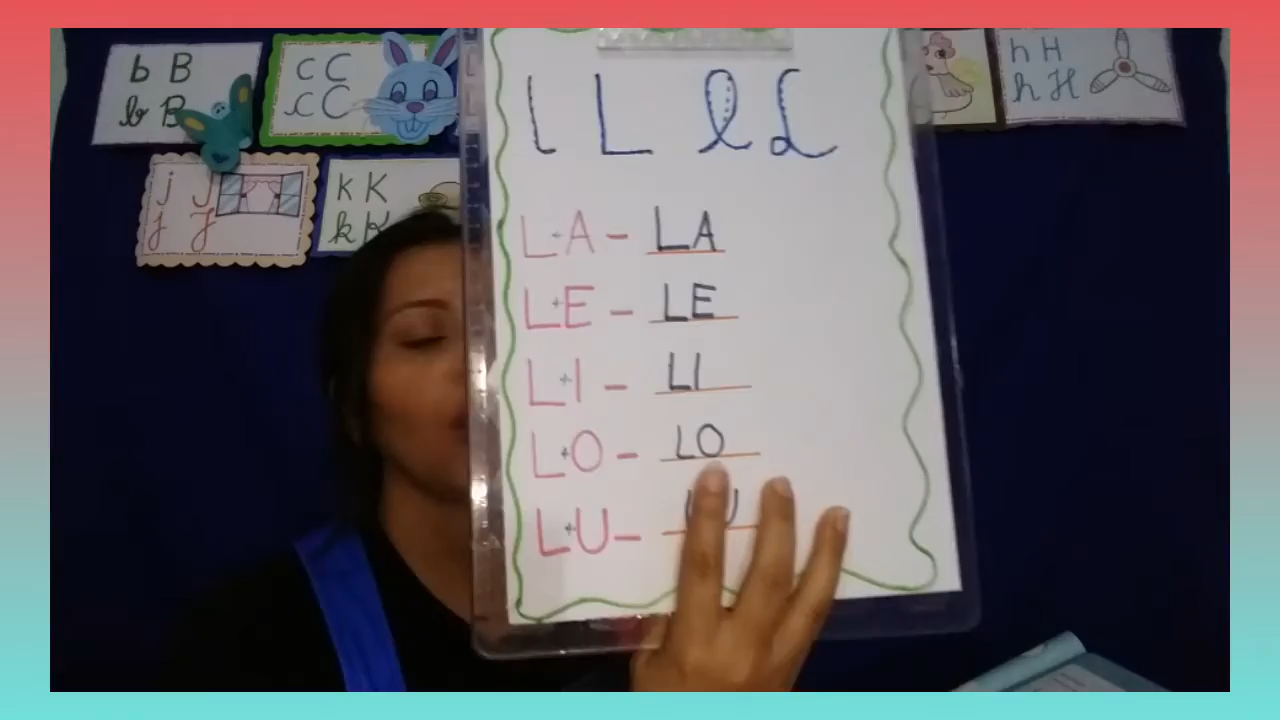 b B
b B
c C
c C
h H
h H
j J
j J
k K
k K
l L l L
L+A - LA
L+E - LE
L+I - LI
L+O - LO
L+U -